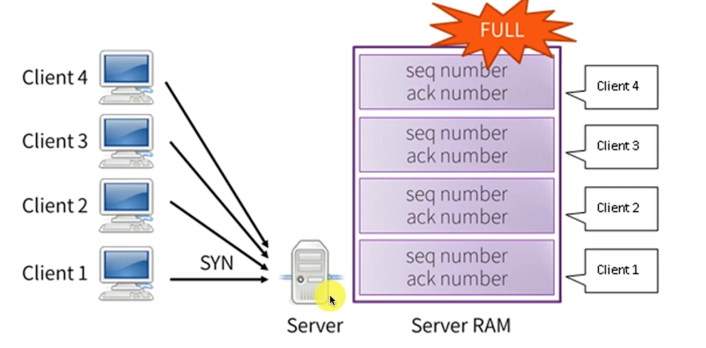 FULL
Client 4
seq number
ack number
Client 4
Client 3
seq number
ack number
Client 3
Client 2
seq number
ack number
Client 2
SYN
Client 1
seq number
ack number
Client 1
Server
Server RAM